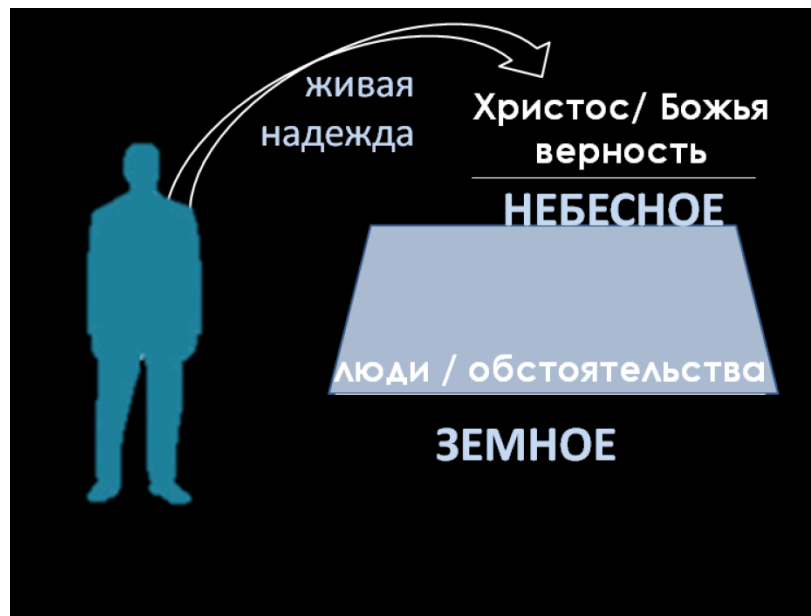 живая
надежда
Христос/ Божья
верность
НЕБЕСНОЕ
люди / обстоятельства
ЗЕМНОЕ